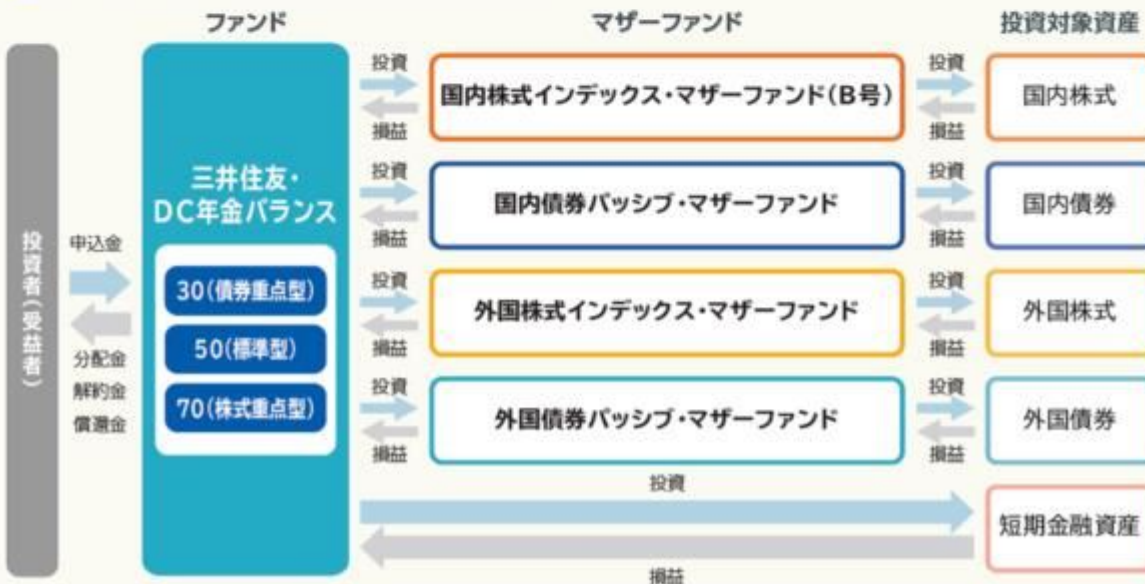 ファンド
マザーファンド
投資対象資産
投資者(受益者)
申込金
分配金
解約金
償還金
三井住友・
DC年金バランス
30(債券重点型)
50(標準型)
70(株式重点型)
投資
損益
国内株式インデックス・マザーファンド(B号)
投資
損益
国内株式
投資
損益
国内債券パッシブ・マザーファンド
投資
損益
国内債券
投資
損益
外国株式インデックス・マザーファンド
投資
損益
外国株式
投資
損益
外国債券パッシブ・マザーファンド
投資
損益
外国債券
投資
損益
短期金融資産